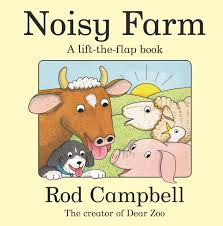 Noisy Farm
A lift-the-flap book
Rod Campbell
The creator of Dear Zoo